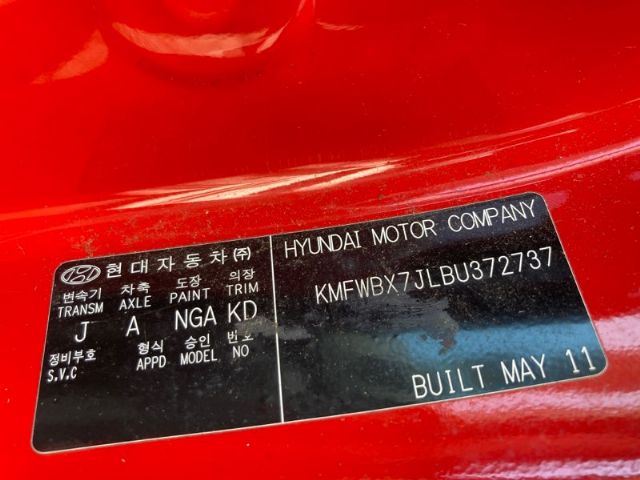 현대자동차(주)
변속기 차축 도장 의장
TRANSM AXLE PAINT TRIM
J A NGA KD
정비부호 형식 승인 번호
S.V.C APPD MODEL NO
HYUNDAI MOTOR COMPANY
KMFWBX7JLBU372737
BUILT MAY 11